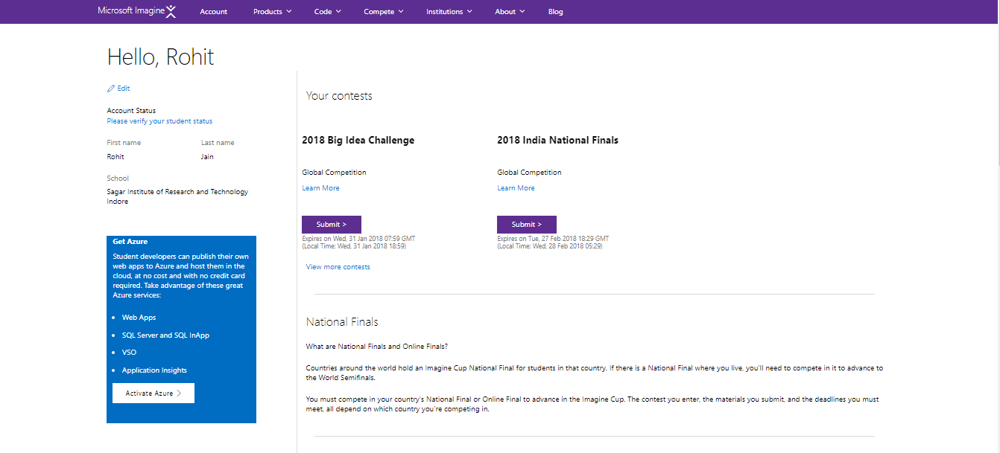 Microsoft Imagine
Account
Products
Code
Compete
Institutions
About
Blog
Hello, Rohit
Edit
Account Status
Please verify your student status
First name
Last name
Rohit
Jain
School
Sagar Institute of Research and Technology
Indore
Get Azure
Student developers can publish their own
web apps to Azure and host them in the
cloud, at no cost and with no credit card
required. Take advantage of these great
Azure services:
Web Apps
SQL Server and SQL InApp
VSO
Application Insights
Activate Azure
Your contests
2018 Big Idea Challenge
Global Competition
Learn More
Submit >
Expires on Wed, 31 Jan 2018 07:59 GMT
(Local Time: Wed, 31 Jan 2018 18:59)
2018 India National Finals
Global Competition
Learn More
Submit >
Expires on Tue, 27 Feb 2018 18:29 GMT
(Local Time: Wed, 28 Feb 2018 05:29)
View more contests
National Finals
What are National Finals and Online Finals?
Countries around the world hold an Imagine Cup National Final for students in that country. If there is a National Final where you live, you'll need to compete in it to advance to
the World Semifinals.
You must compete in your country's National Final or Online Final to advance in the Imagine Cup. The contest you enter, the materials you submit, and the deadlines you must
meet, all depend on which country you're competing in.